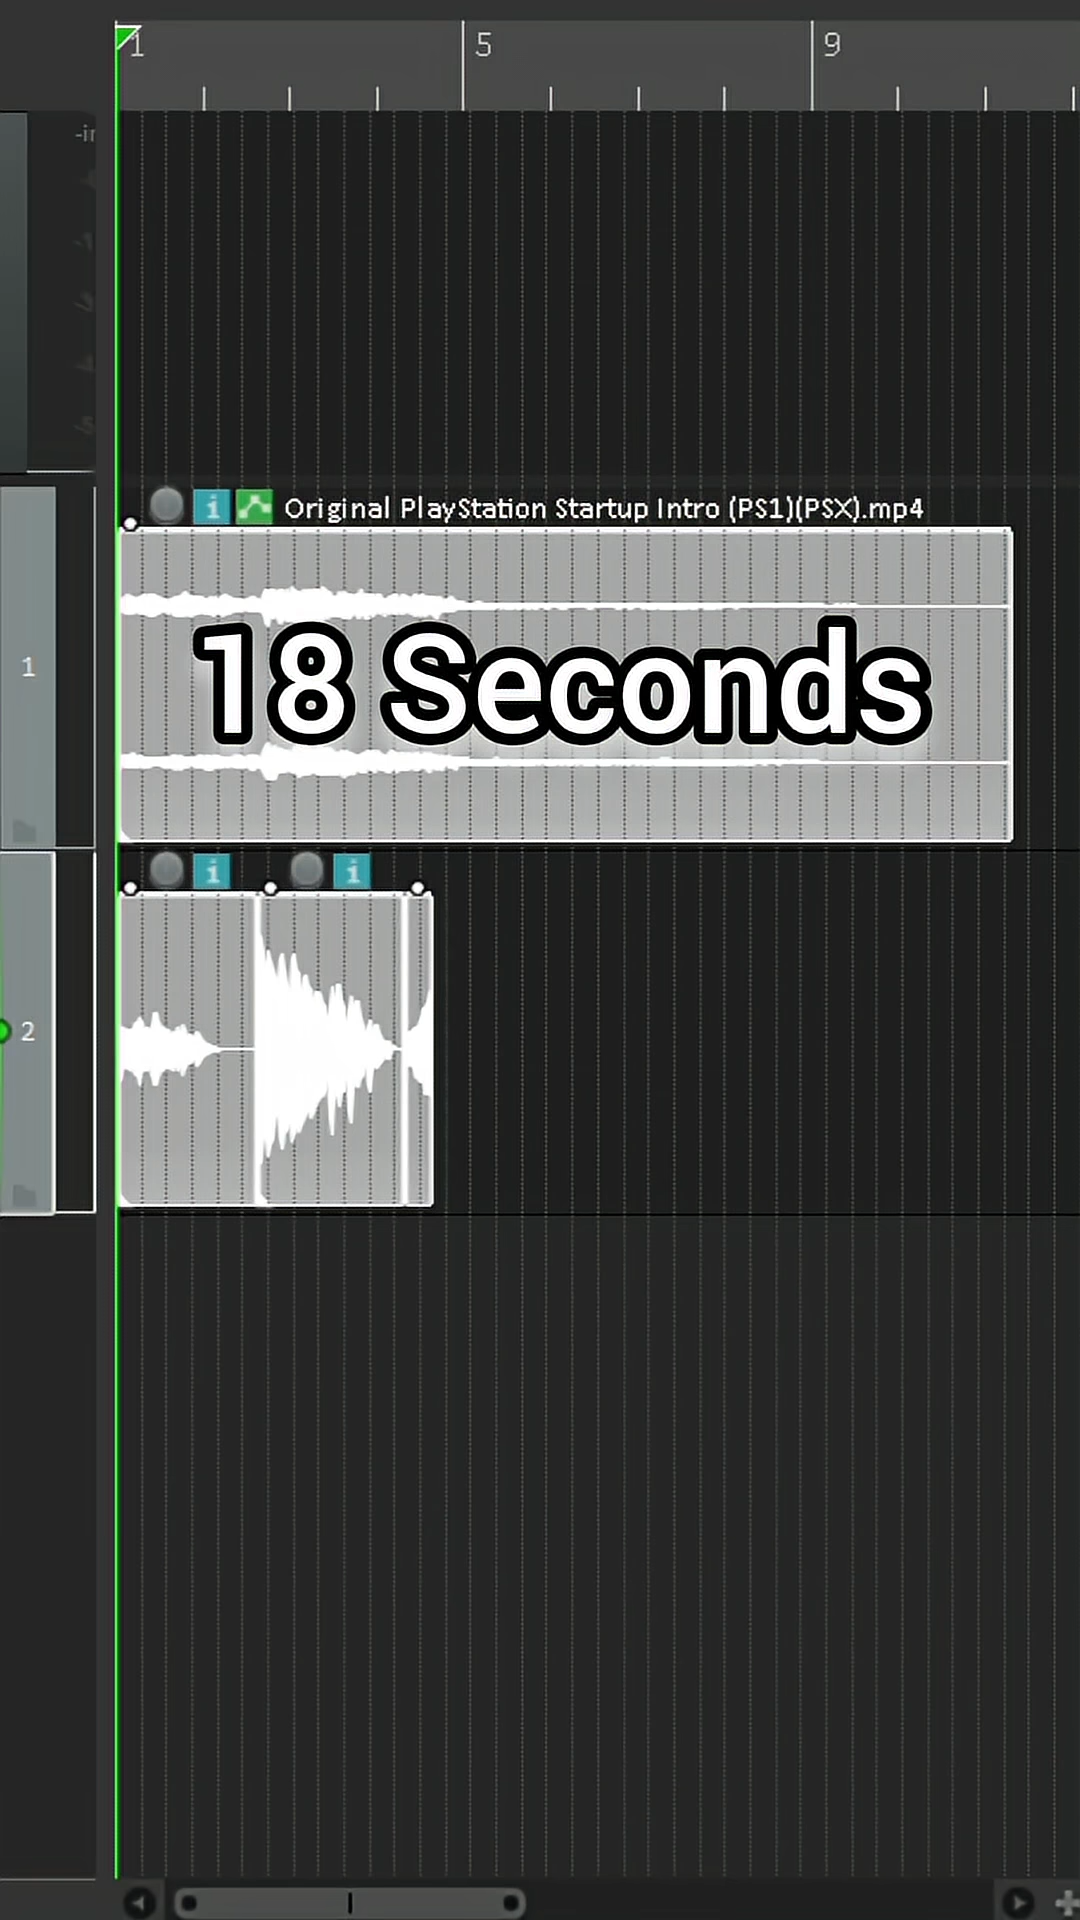 1 5 9
Original PlayStation Startup Intro (PS1)(PSX).mp4
1
18 Seconds
2